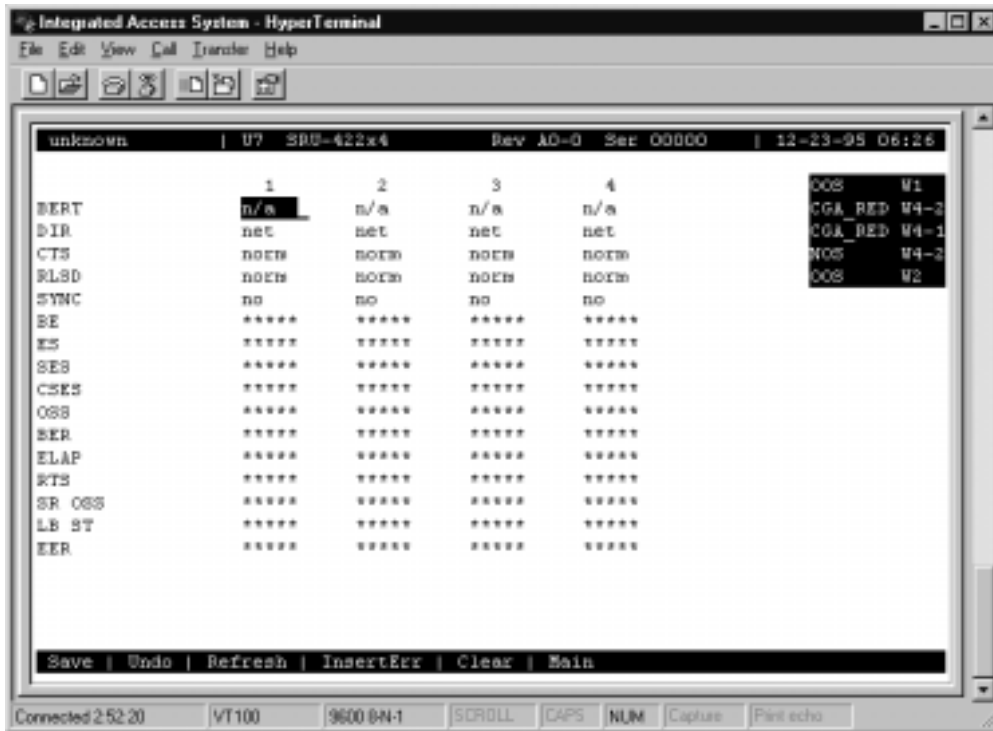 Integrated Access System - HyperTerminal
File Edit View Call Transfer Help
unknown | U7 SRU-422x4 Rev A0-0 Ser 00000 | 12-23-95 06:26
1 2 3 4 OOS W1
BERT n/a n/a n/a n/a CGA_RED W4-2
DIR net net net net CGA_RED W4-1
CTS norm norm norm norm NOS W4-2
RLSD norm norm norm norm OOS W2
SYNC no no no no
BE ***** ***** ***** *****
ES ***** ***** ***** *****
SES ***** ***** ***** *****
CSES ***** ***** ***** *****
OSS ***** ***** ***** *****
BER ***** ***** ***** *****
ELAP ***** ***** ***** *****
RTS ***** ***** ***** *****
SR OSS ***** ***** ***** *****
LB ST ***** ***** ***** *****
EER ***** ***** ***** *****
Save | Undo | Refresh | InsertErr | Clear | Main
Connected 2:52:20 VT100 9600 8-N-1 SCROLL CAPS NUM Capture Print echo